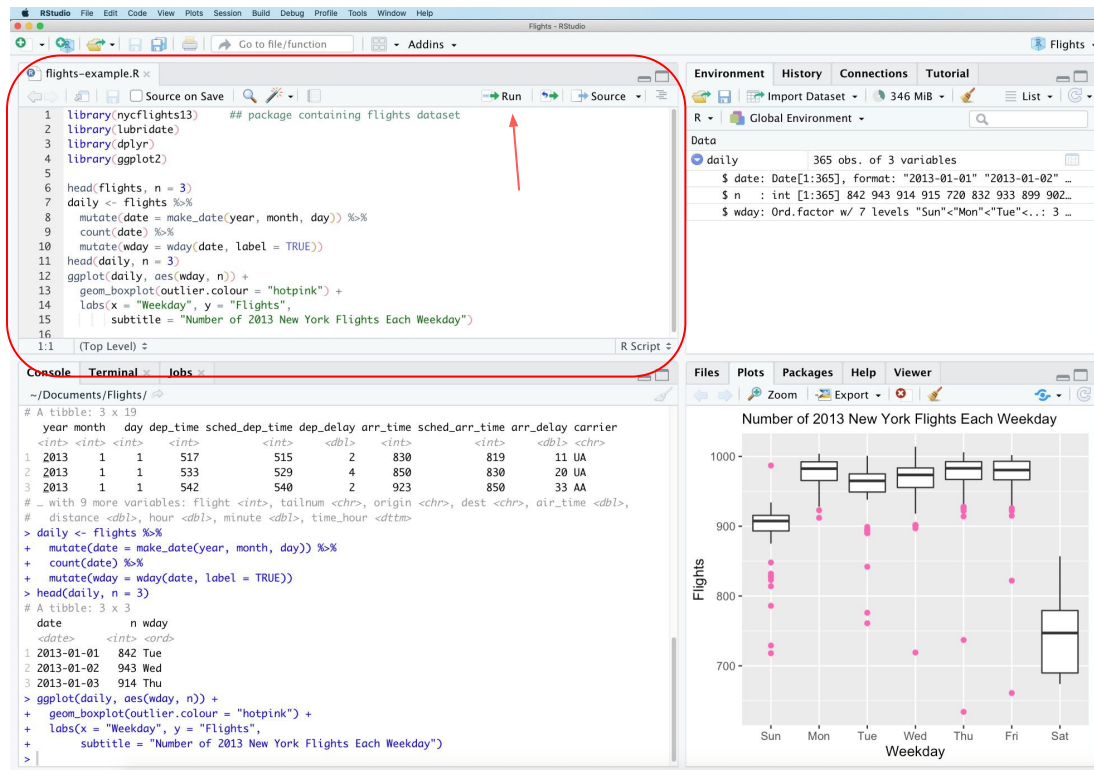 RStudio File Edit Code View Plots Session Build Debug Profile Tools Window Help
Flights - RStudio
Go to file/function Addins Flights
flights-example.R
Source on Save Run Source
1 library(nycflights13) ## package containing flights dataset
2 library(lubridate)
3 library(dplyr)
4 library(ggplot2)
5
6 head(flights, n = 3)
7 daily <- flights %>%
8 mutate(date = make_date(year, month, day)) %>%
9 count(date) %>%
10 mutate(wday = wday(date, label = TRUE))
11 head(daily, n = 3)
12 ggplot(daily, aes(wday, n)) +
13 geom_boxplot(outlier.colour = "hotpink") +
14 labs(x = "Weekday", y = "Flights",
15 subtitle = "Number of 2013 New York Flights Each Weekday")
16
1:1 (Top Level) R Script
Environment History Connections Tutorial
Import Dataset 346 MiB List
R Global Environment
Data
daily 365 obs. of 3 variables
$ date: Date[1:365], format: "2013-01-01" "2013-01-02" …
$ n : int [1:365] 842 943 914 915 720 832 933 899 902…
$ wday: Ord.factor w/ 7 levels "Sun"<"Mon"<"Tue"<..: 3 …
Console Terminal Jobs
~/Documents/Flights/
# A tibble: 3 x 19
year month day dep_time sched_dep_time dep_delay arr_time sched_arr_time arr_delay carrier
<int> <int> <int> <int> <int> <dbl> <int> <int> <dbl> <chr>
1 2013 1 1 517 515 2 830 819 11 UA
2 2013 1 1 533 529 4 850 830 20 UA
3 2013 1 1 542 540 2 923 850 33 AA
# … with 9 more variables: flight <int>, tailnum <chr>, origin <chr>, dest <chr>, air_time <dbl>,
# distance <dbl>, hour <dbl>, minute <dbl>, time_hour <dttm>
> daily <- flights %>%
+ mutate(date = make_date(year, month, day)) %>%
+ count(date) %>%
+ mutate(wday = wday(date, label = TRUE))
> head(daily, n = 3)
# A tibble: 3 x 3
date n wday
<date> <int> <ord>
1 2013-01-01 842 Tue
2 2013-01-02 943 Wed
3 2013-01-03 914 Thu
> ggplot(daily, aes(wday, n)) +
+ geom_boxplot(outlier.colour = "hotpink") +
+ labs(x = "Weekday", y = "Flights",
+ subtitle = "Number of 2013 New York Flights Each Weekday")
>
Files Plots Packages Help Viewer
Zoom Export
Number of 2013 New York Flights Each Weekday
1000
900
800
700
Flights
Sun Mon Tue Wed Thu Fri Sat
Weekday